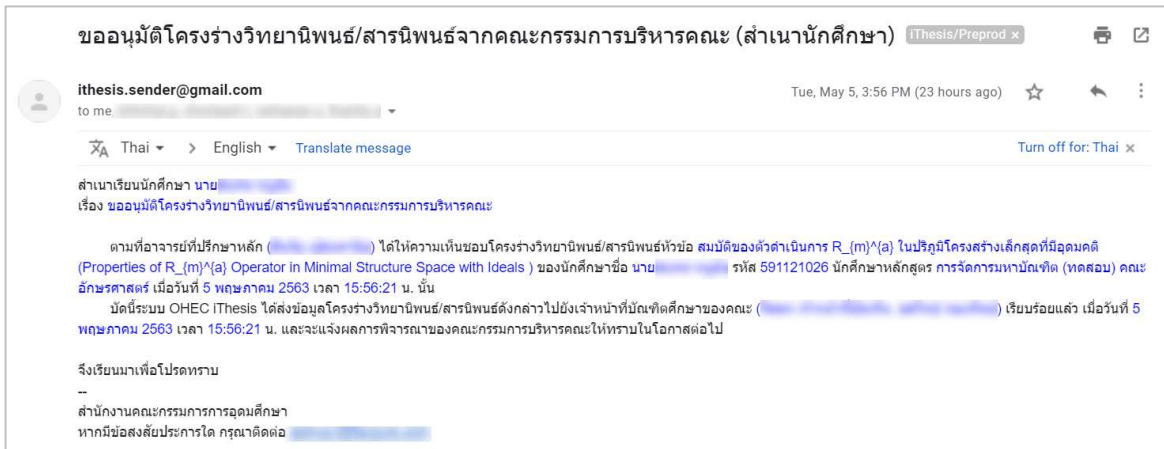 ขออนุมัติโครงร่างวิทยานิพนธ์/สารนิพนธ์จากคณะกรรมการบริหารคณะ (สำเนานักศึกษา) iThesis/Preprod ×
ithesis.sender@gmail.com
Tue, May 5, 3:56 PM (23 hours ago)
to me,
Thai > English Translate message
Turn off for: Thai ×
สำเนาเรียนนักศึกษา นาย
เรื่อง ขออนุมัติโครงร่างวิทยานิพนธ์/สารนิพนธ์จากคณะกรรมการบริหารคณะ
ตามที่อาจารย์ที่ปรึกษาหลัก () ได้ให้ความเห็นชอบโครงร่างวิทยานิพนธ์/สารนิพนธ์หัวข้อ สมบัติของตัวดำเนินการ R_{m}^{a} ในปริภูมิโครงสร้างเล็กสุดที่มีอุดมคติ
(Properties of R_{m}^{a} Operator in Minimal Structure Space with Ideals ) ของนักศึกษาชื่อ นาย รหัส 591121026 นักศึกษาหลักสูตร การจัดการมหาบัณฑิต (ทดสอบ) คณะ
อักษรศาสตร์ เมื่อวันที่ 5 พฤษภาคม 2563 เวลา 15:56:21 น. นั้น
บัดนี้ระบบ OHEC iThesis ได้ส่งข้อมูลโครงร่างวิทยานิพนธ์/สารนิพนธ์ดังกล่าวไปยังเจ้าหน้าที่บัณฑิตศึกษาของคณะ () เรียบร้อยแล้ว เมื่อวันที่ 5
พฤษภาคม 2563 เวลา 15:56:21 น. และจะแจ้งผลการพิจารณาของคณะกรรมการบริหารคณะให้ทราบในโอกาสต่อไป
จึงเรียนมาเพื่อโปรดทราบ
--
สำนักงานคณะกรรมการการอุดมศึกษา
หากมีข้อสงสัยประการใด กรุณาติดต่อ